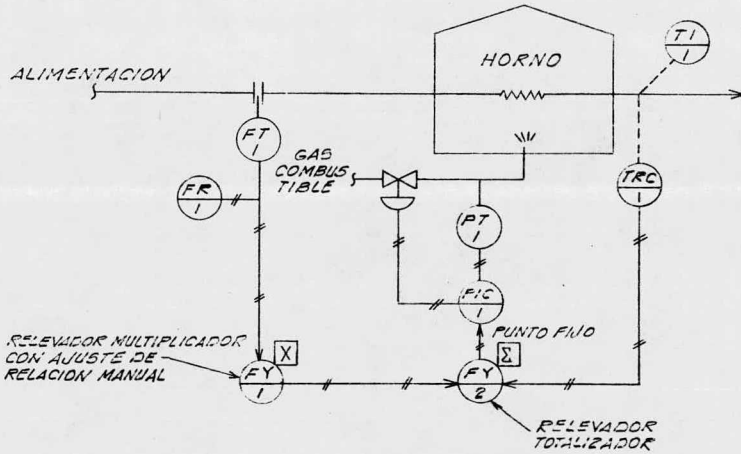 TI
1
HORNO
ALIMENTACION
FT
1
GAS
COMBUS
TIBLE
FR
1
TRC
1
PT
1
PIC
1
PUNTO FIJO
RELEVADOR MULTIPLICADOR
CON AJUSTE DE
RELACION MANUAL
X
Σ
FY
1
FY
2
RELEVADOR
TOTALIZADOR